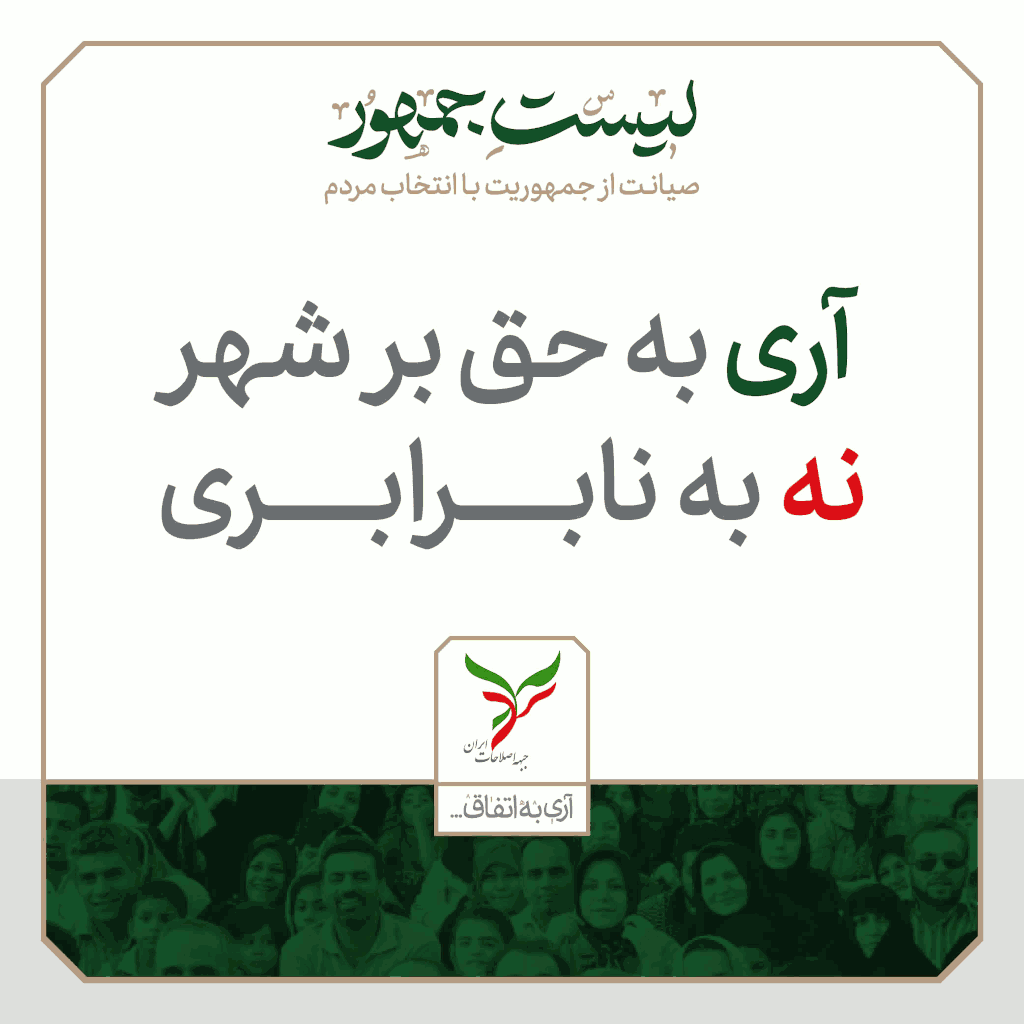 لیستِ جمهور
صیانت از جمهوریت با انتخاب مردم
آری به حق بر شهر
نه به نابرابری
جبهه اصلاحات ایران
آری به اتفاق...